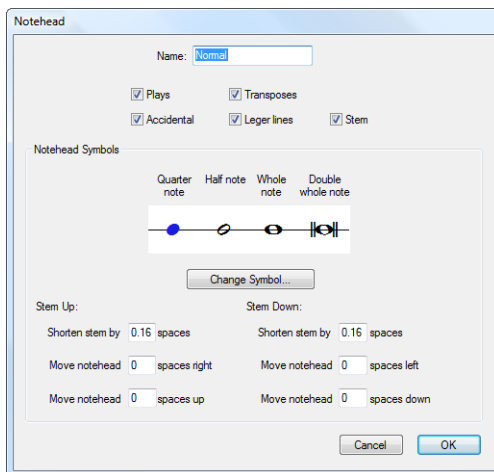 Notehead
Name: Normal
Plays Transposes
Accidental Leger lines Stem
Notehead Symbols
Quarter note Half note Whole note Double whole note
Change Symbol...
Stem Up: Stem Down:
Shorten stem by 0.16 spaces Shorten stem by 0.16 spaces
Move notehead 0 spaces right Move notehead 0 spaces left
Move notehead 0 spaces up Move notehead 0 spaces down
Cancel OK